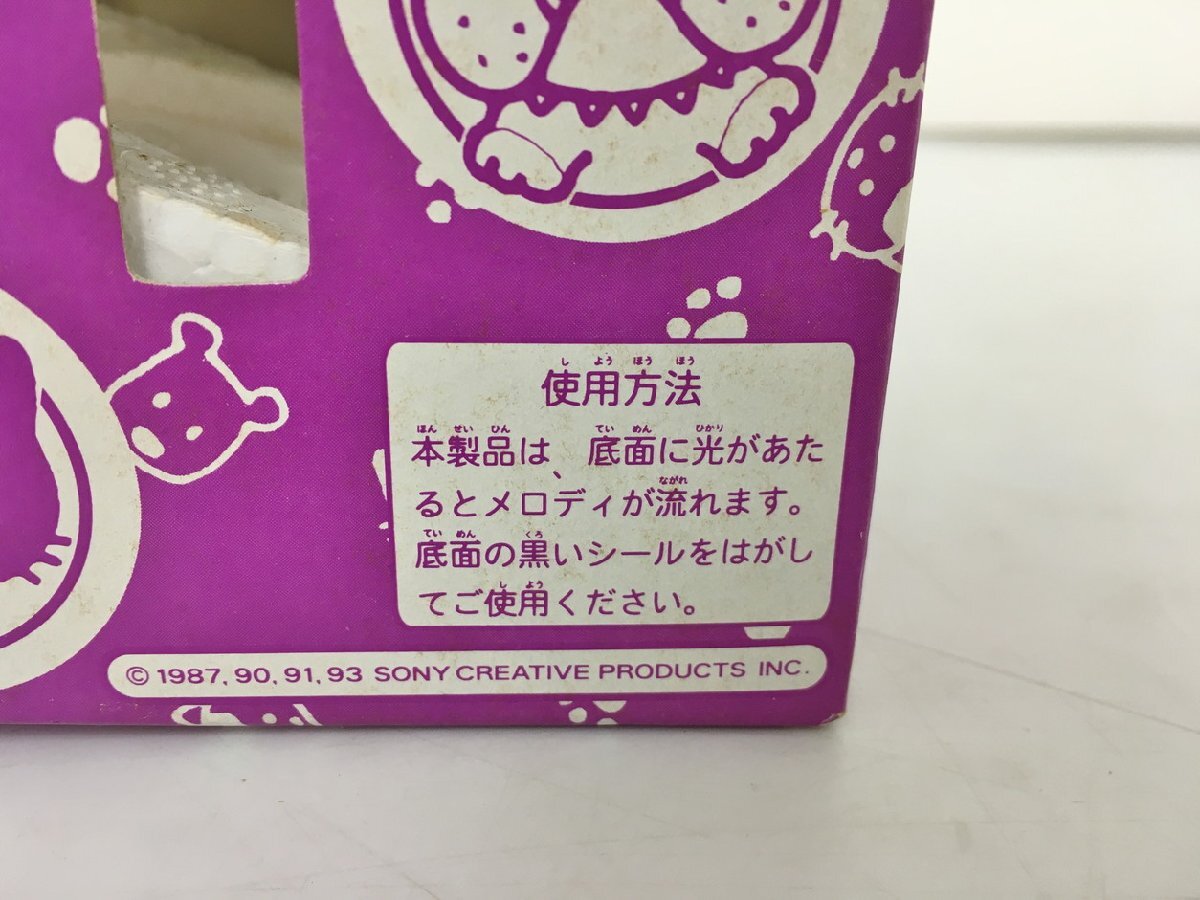 使用方法
本製品は、底面に光があた
るとメロディが流れます。
底面の黒いシールをはがし
てご使用ください。
© 1987, 90, 91, 93 SONY CREATIVE PRODUCTS INC.